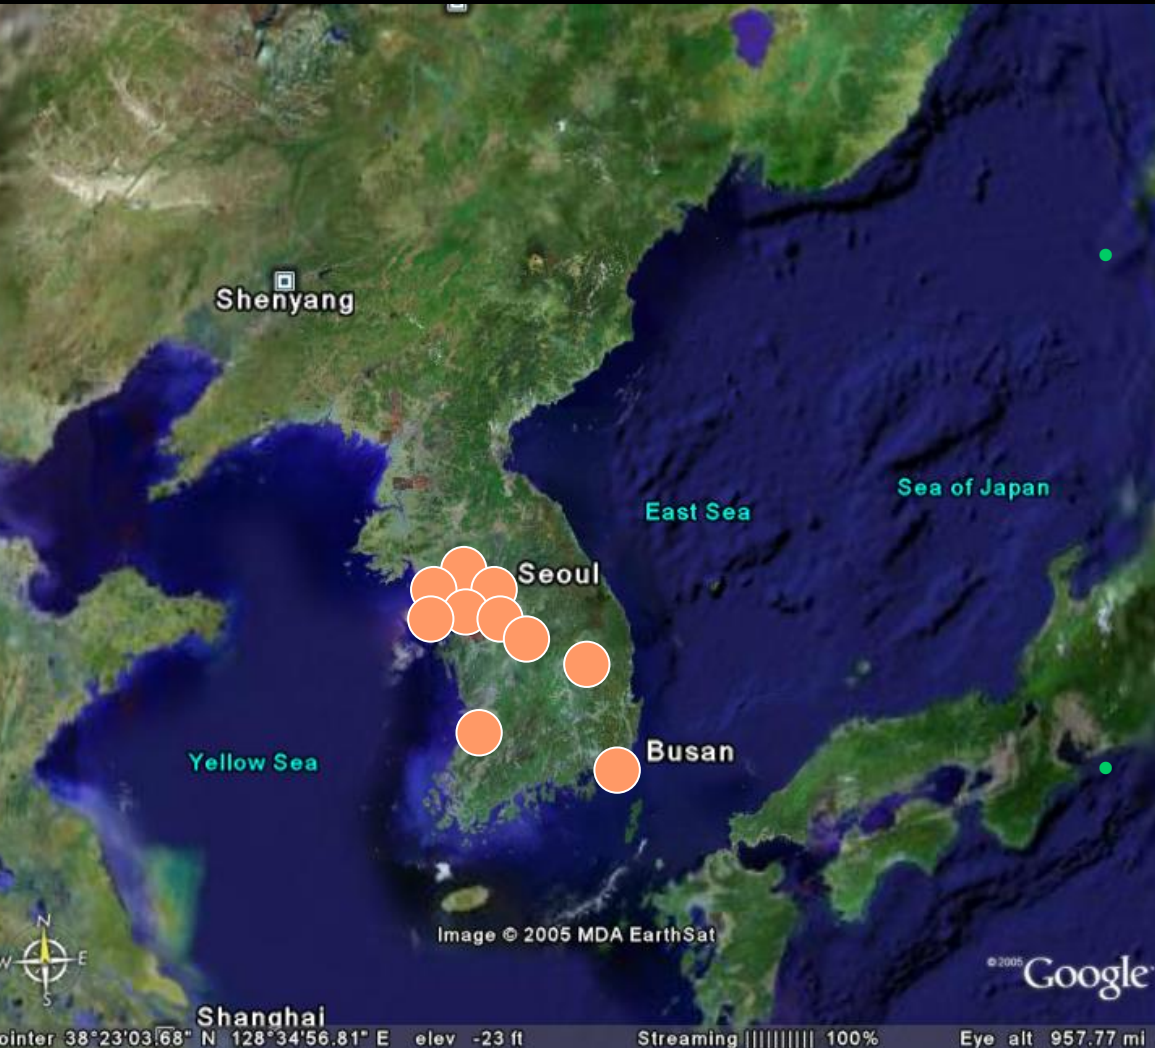 Shenyang
Sea of Japan
East Sea
Seoul
Busan
Yellow Sea
N
W E
S
Image © 2005 MDA EarthSat
©2005 Google
Shanghai
ointer 38°23'03.68" N 128°34'56.81" E elev -23 ft Streaming |||||||||| 100% Eye alt 957.77 mi